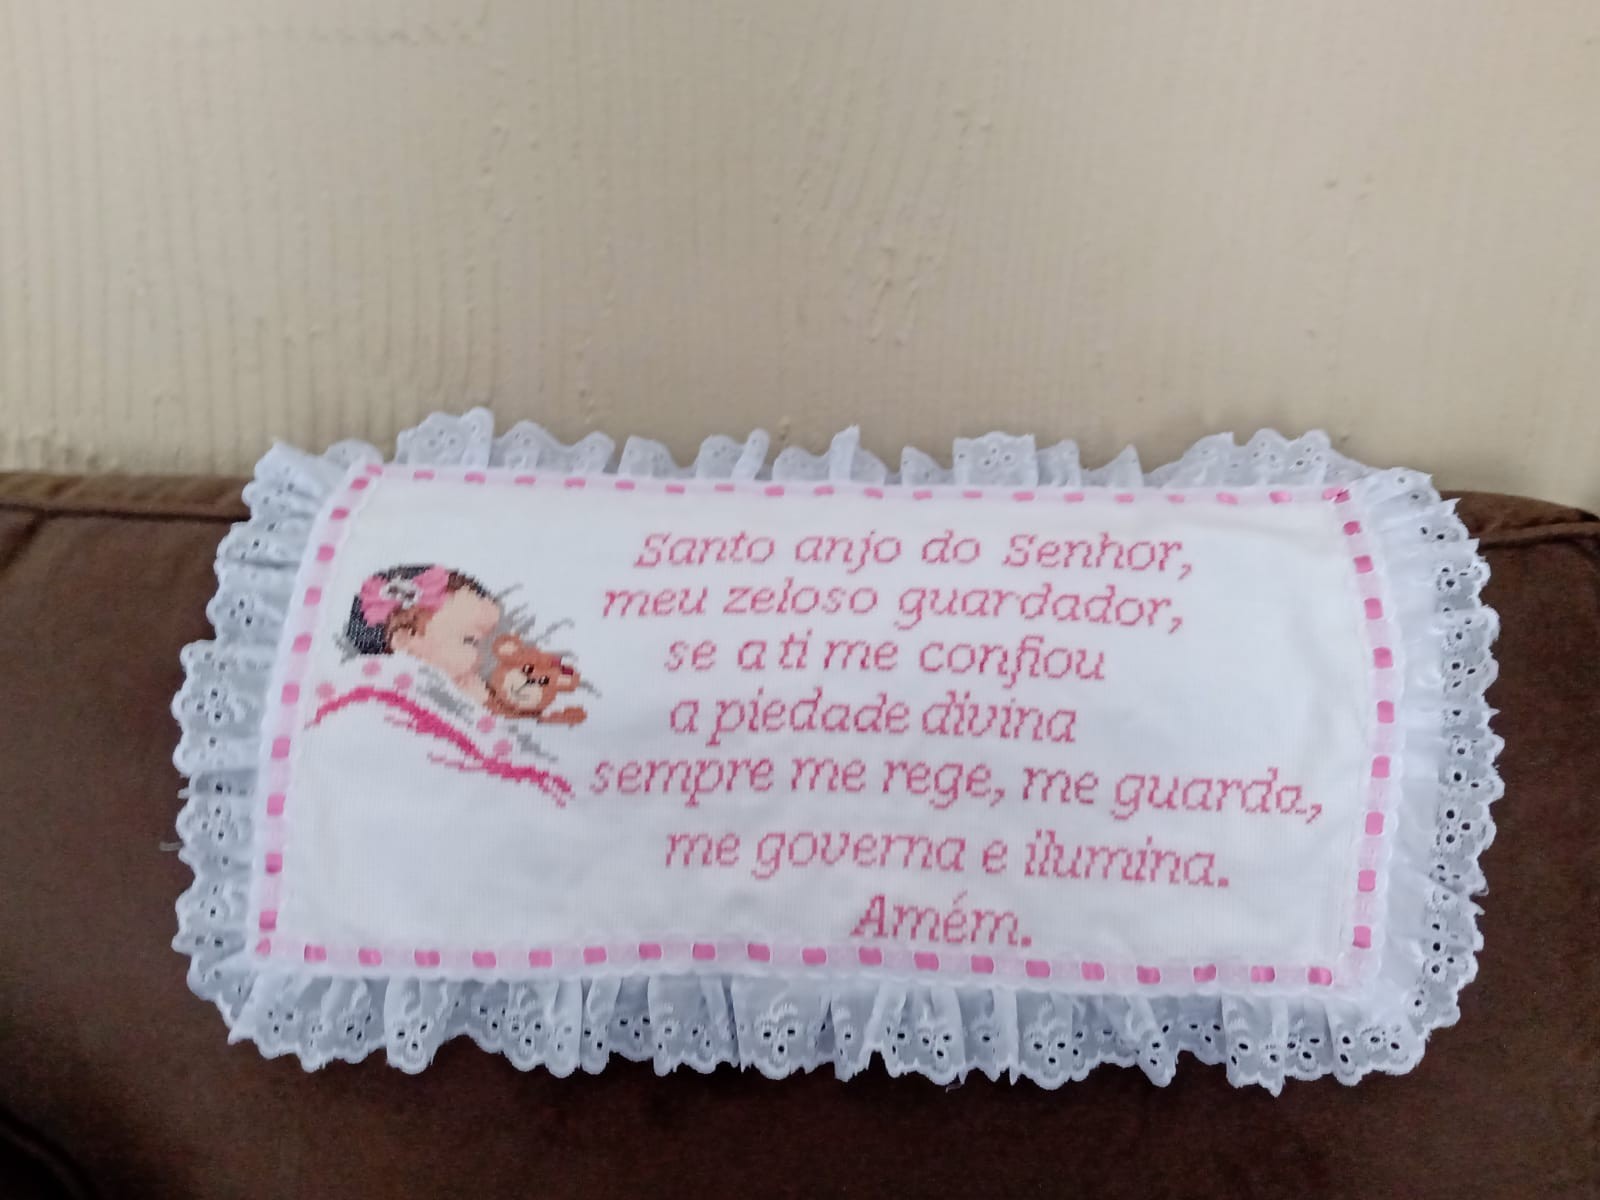 Santo anjo do Senhor,
meu zeloso guardador,
se a ti me confiou
a piedade divina
sempre me rege, me guarda,
me governa e ilumina.
Amém.